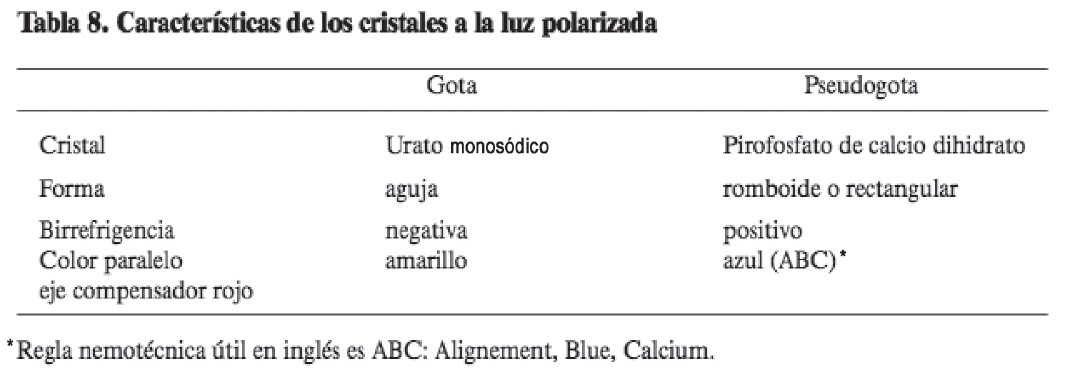 Tabla 8. Características de los cristales a la luz polarizada
Gota Pseudogota
Cristal Urato monosódico Pirofosfato de calcio dihidrato
Forma aguja romboide o rectangular
Birrefrigencia negativa positivo
Color paralelo amarillo azul (ABC)*
eje compensador rojo
*Regla nemotécnica útil en inglés es ABC: Alignement, Blue, Calcium.